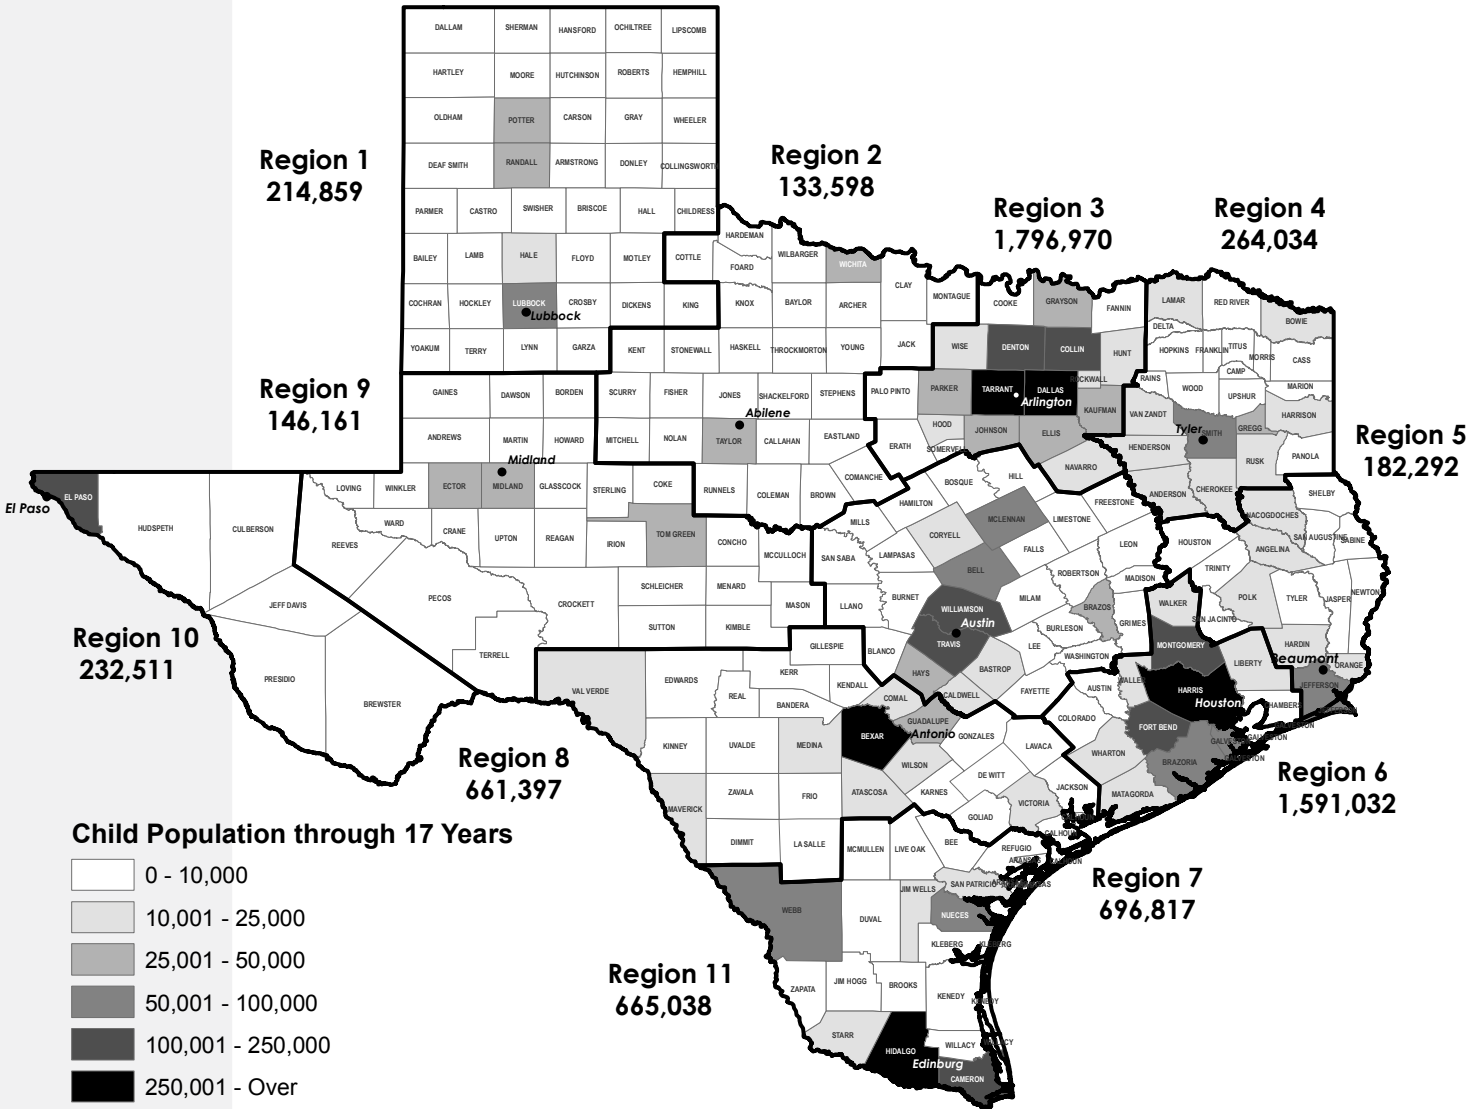 DALLAM SHERMAN HANSFORD OCHILTREE LIPSCOMB
HARTLEY MOORE HUTCHINSON ROBERTS HEMPHILL
OLDHAM POTTER CARSON GRAY WHEELER
DEAF SMITH RANDALL ARMSTRONG DONLEY COLLINGSWORTH
PARMER CASTRO SWISHER BRISCOE HALL CHILDRESS
BAILEY LAMB HALE FLOYD MOTLEY COTTLE
COCHRAN HOCKLEY LUBBOCK CROSBY DICKENS KING
Lubbock
YOAKUM TERRY LYNN GARZA
Region 1
214,859
Region 2
133,598
HARDEMAN WILBARGER WICHITA
FOARD CLAY MONTAGUE
KNOX BAYLOR ARCHER
KENT STONEWALL HASKELL THROCKMORTON YOUNG JACK
SCURRY FISHER JONES SHACKELFORD STEPHENS
Abilene
MITCHELL NOLAN TAYLOR CALLAHAN EASTLAND
RUNNELS COLEMAN BROWN COMANCHE
Region 3
1,796,970
COOKE GRAYSON FANNIN
WISE DENTON COLLIN HUNT
ROCKWALL
PALO PINTO PARKER TARRANT DALLAS KAUFMAN
Arlington
HOOD JOHNSON ELLIS
ERATH SOMERVELL NAVARRO
Region 4
264,034
LAMAR RED RIVER BOWIE
DELTA
HOPKINS FRANKLIN TITUS MORRIS CASS
RAINS WOOD CAMP MARION
UPSHUR
VAN ZANDT SMITH GREGG HARRISON
Tyler
HENDERSON RUSK PANOLA
ANDERSON CHEROKEE
Region 5
182,292
SHELBY
NACOGDOCHES
SAN AUGUSTINE SABINE
HOUSTON ANGELINA
TRINITY
POLK TYLER JASPER NEWTON
SAN JACINTO
HARDIN
Beaumont
ORANGE
JEFFERSON
Region 9
146,161
GAINES DAWSON BORDEN
ANDREWS MARTIN HOWARD
Midland
LOVING WINKLER ECTOR MIDLAND GLASSCOCK STERLING COKE
WARD CRANE UPTON REAGAN IRION TOM GREEN CONCHO
REEVES MCCULLOCH
PECOS CROCKETT SCHLEICHER MENARD
MASON
SUTTON KIMBLE
TERRELL
El Paso
EL PASO HUDSPETH CULBERSON
JEFF DAVIS
PRESIDIO BREWSTER
Region 10
232,511
HAMILTON BOSQUE HILL
FREESTONE
MILLS CORYELL MCLENNAN LIMESTONE
SAN SABA LAMPASAS FALLS LEON
BELL ROBERTSON MADISON
LLANO BURNET WILLIAMSON MILAM BRAZOS
Austin
BURLESON GRIMES
BLANCO TRAVIS LEE WASHINGTON
HAYS BASTROP
CALDWELL FAYETTE
WALKER
MONTGOMERY LIBERTY
AUSTIN WALLER HARRIS
Houston
CHAMBERS
COLORADO FORT BEND
GALVESTON
WHARTON BRAZORIA
MATAGORDA
Region 6
1,591,032
Region 8
661,397
VAL VERDE EDWARDS KERR GILLESPIE
REAL BANDERA KENDALL COMAL
GUADALUPE
Antonio
KINNEY UVALDE MEDINA BEXAR GONZALES LAVACA
WILSON
MAVERICK ZAVALA FRIO ATASCOSA KARNES DE WITT
JACKSON
VICTORIA
GOLIAD
CALHOUN
DIMMIT LA SALLE
Region 7
696,817
MCMULLEN LIVE OAK BEE
REFUGIO
JIM WELLS SAN PATRICIO
WEBB DUVAL NUECES
KLEBERG
ZAPATA JIM HOGG BROOKS KENEDY
STARR HIDALGO WILLACY
Edinburg
CAMERON
Region 11
665,038
Child Population through 17 Years
0 - 10,000
10,001 - 25,000
25,001 - 50,000
50,001 - 100,000
100,001 - 250,000
250,001 - Over